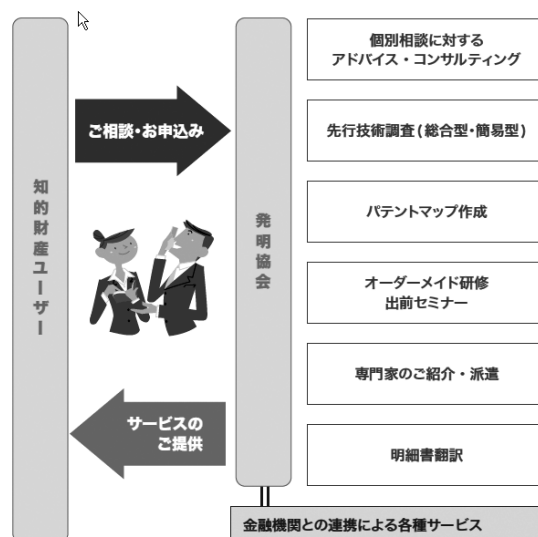 知的財産ユーザー
ご相談・お申込み
サービスの
ご提供
発明協会
個別相談に対する
アドバイス・コンサルティング
先行技術調査(総合型・簡易型)
パテントマップ作成
オーダーメイド研修
出前セミナー
専門家のご紹介・派遣
明細書翻訳
金融機関との連携による各種サービス